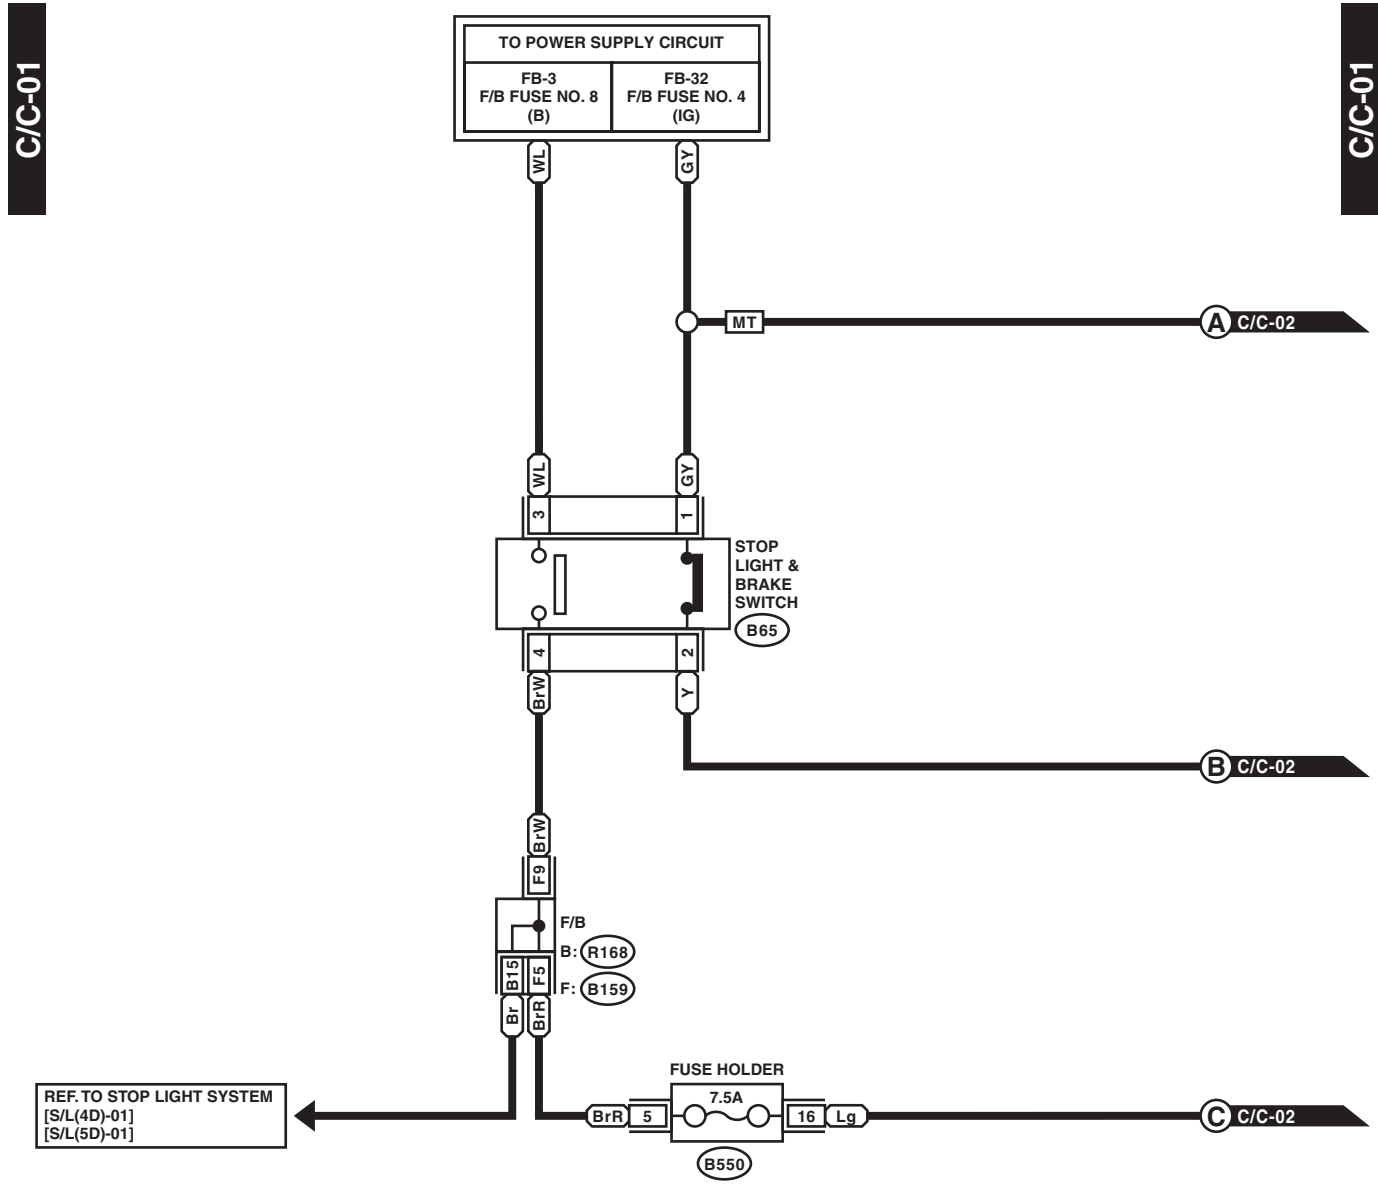 C/C-01
C/C-01
TO POWER SUPPLY CIRCUIT
FB-3
F/B FUSE NO. 8
(B)
FB-32
F/B FUSE NO. 4
(IG)
WL
GY
MT
A C/C-02
WL
GY
3
1
STOP
LIGHT &
BRAKE
SWITCH
B65
4
2
BrW
Y
B C/C-02
BrW
F9
F/B
B: R168
B15
F5
F: B159
Br
BrR
FUSE HOLDER
7.5A
REF. TO STOP LIGHT SYSTEM
[S/L(4D)-01]
[S/L(5D)-01]
BrR 5
16 Lg
C C/C-02
B550